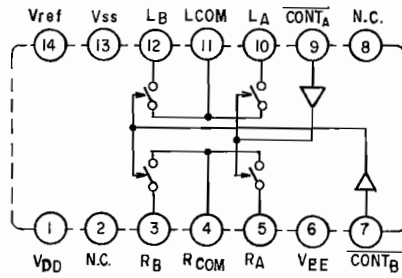 Vref Vss LB LCOM LA CONTA N.C.
14 13 12 11 10 9 8
1 2 3 4 5 6 7
VDD N.C. RB RCOM RA VEE CONTB